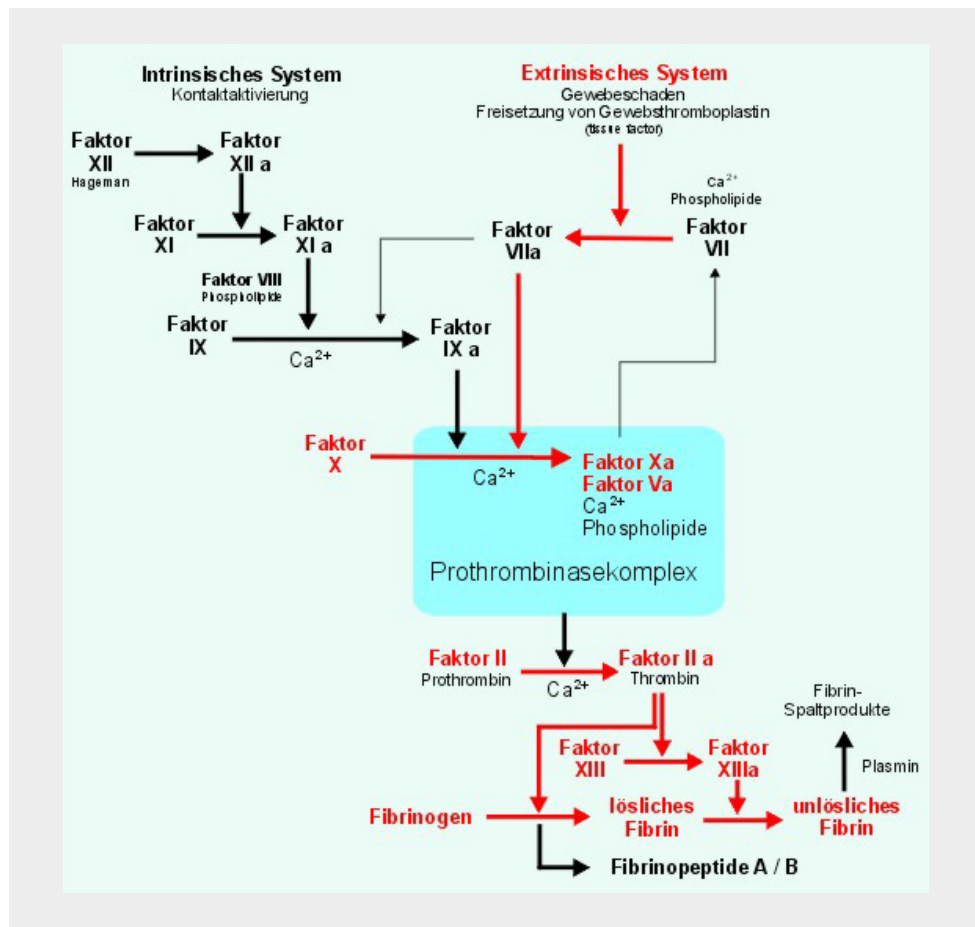 Intrinsisches System
Kontaktaktivierung
Extrinsisches System
Gewebeschaden
Freisetzung von Gewebsthromboplastin
(tissue factor)
Faktor
XII
Hageman
Faktor
XII a
Ca2+
Phospholipide
Faktor
XI
Faktor
XI a
Faktor
VIIa
Faktor
VII
Faktor VIII
Phospholipide
Faktor
IX
Ca2+
Faktor
IX a
Faktor
X
Ca2+
Faktor Xa
Faktor Va
Ca2+
Phospholipide
Prothrombinasekomplex
Faktor II
Prothrombin
Ca2+
Faktor II a
Thrombin
Fibrin-
Spaltprodukte
Faktor
XIII
Faktor
XIIIa
Plasmin
Fibrinogen
lösliches
Fibrin
unlösliches
Fibrin
Fibrinopeptide A / B